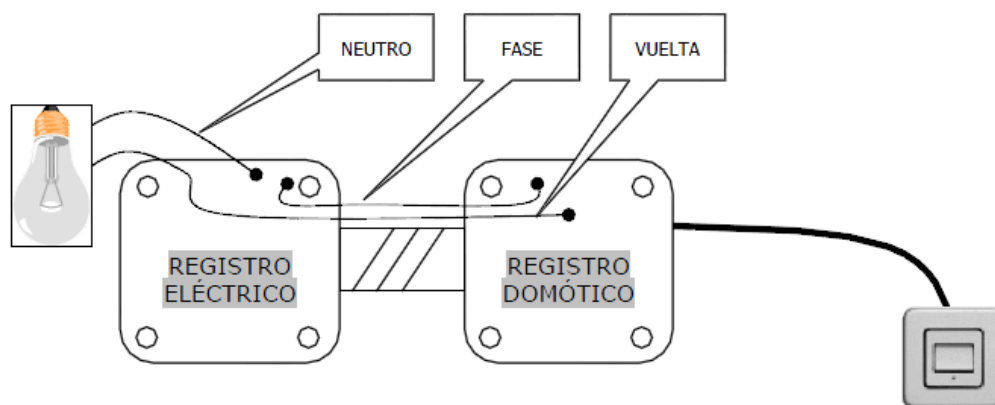 NEUTRO
FASE
VUELTA
REGISTRO
ELÉCTRICO
REGISTRO
DOMÓTICO